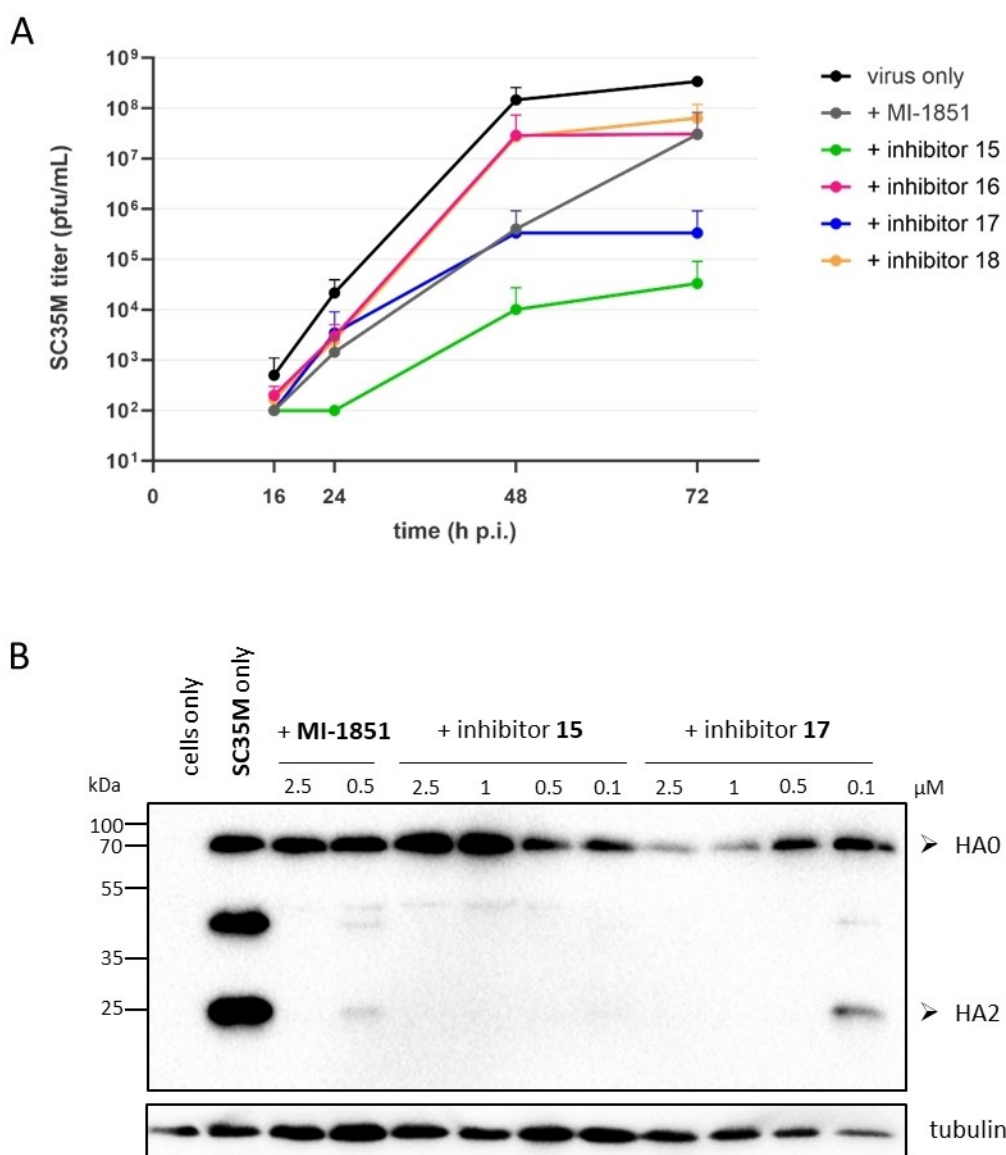 A
SC35M titer (pfu/mL)
10⁹
10⁸
10⁷
10⁶
10⁵
10⁴
10³
10²
10¹
0 16 24 48 72
time (h p.i.)
virus only
+ MI-1851
+ inhibitor 15
+ inhibitor 16
+ inhibitor 17
+ inhibitor 18
B
cells only
SC35M only
+ MI-1851 + inhibitor 15 + inhibitor 17
kDa 2.5 0.5 2.5 1 0.5 0.1 2.5 1 0.5 0.1 µM
100
70 HA0
55
35
25 HA2
tubulin